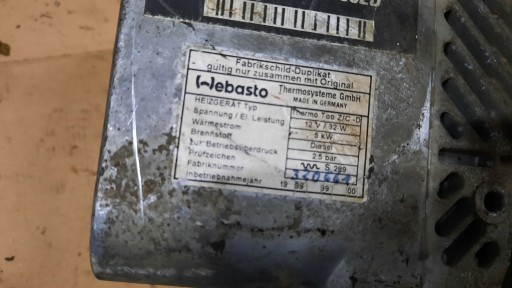 Fabrikschild-Duplikat
gültig nur zusammen mit Original
Webasto Thermosysteme GmbH
MADE IN GERMANY
HEIZGERÄT Typ Thermo Top Z/C -D
Spannung / El. Leistung 12 V / 32 W
Wärmestrom 5 kW
Brennstoff Diesel
zul. Betriebsüberdruck 2.5 bar
Prüfzeichen S 289
Fabriknummer
Inbetriebnahmejahr 19 99 00